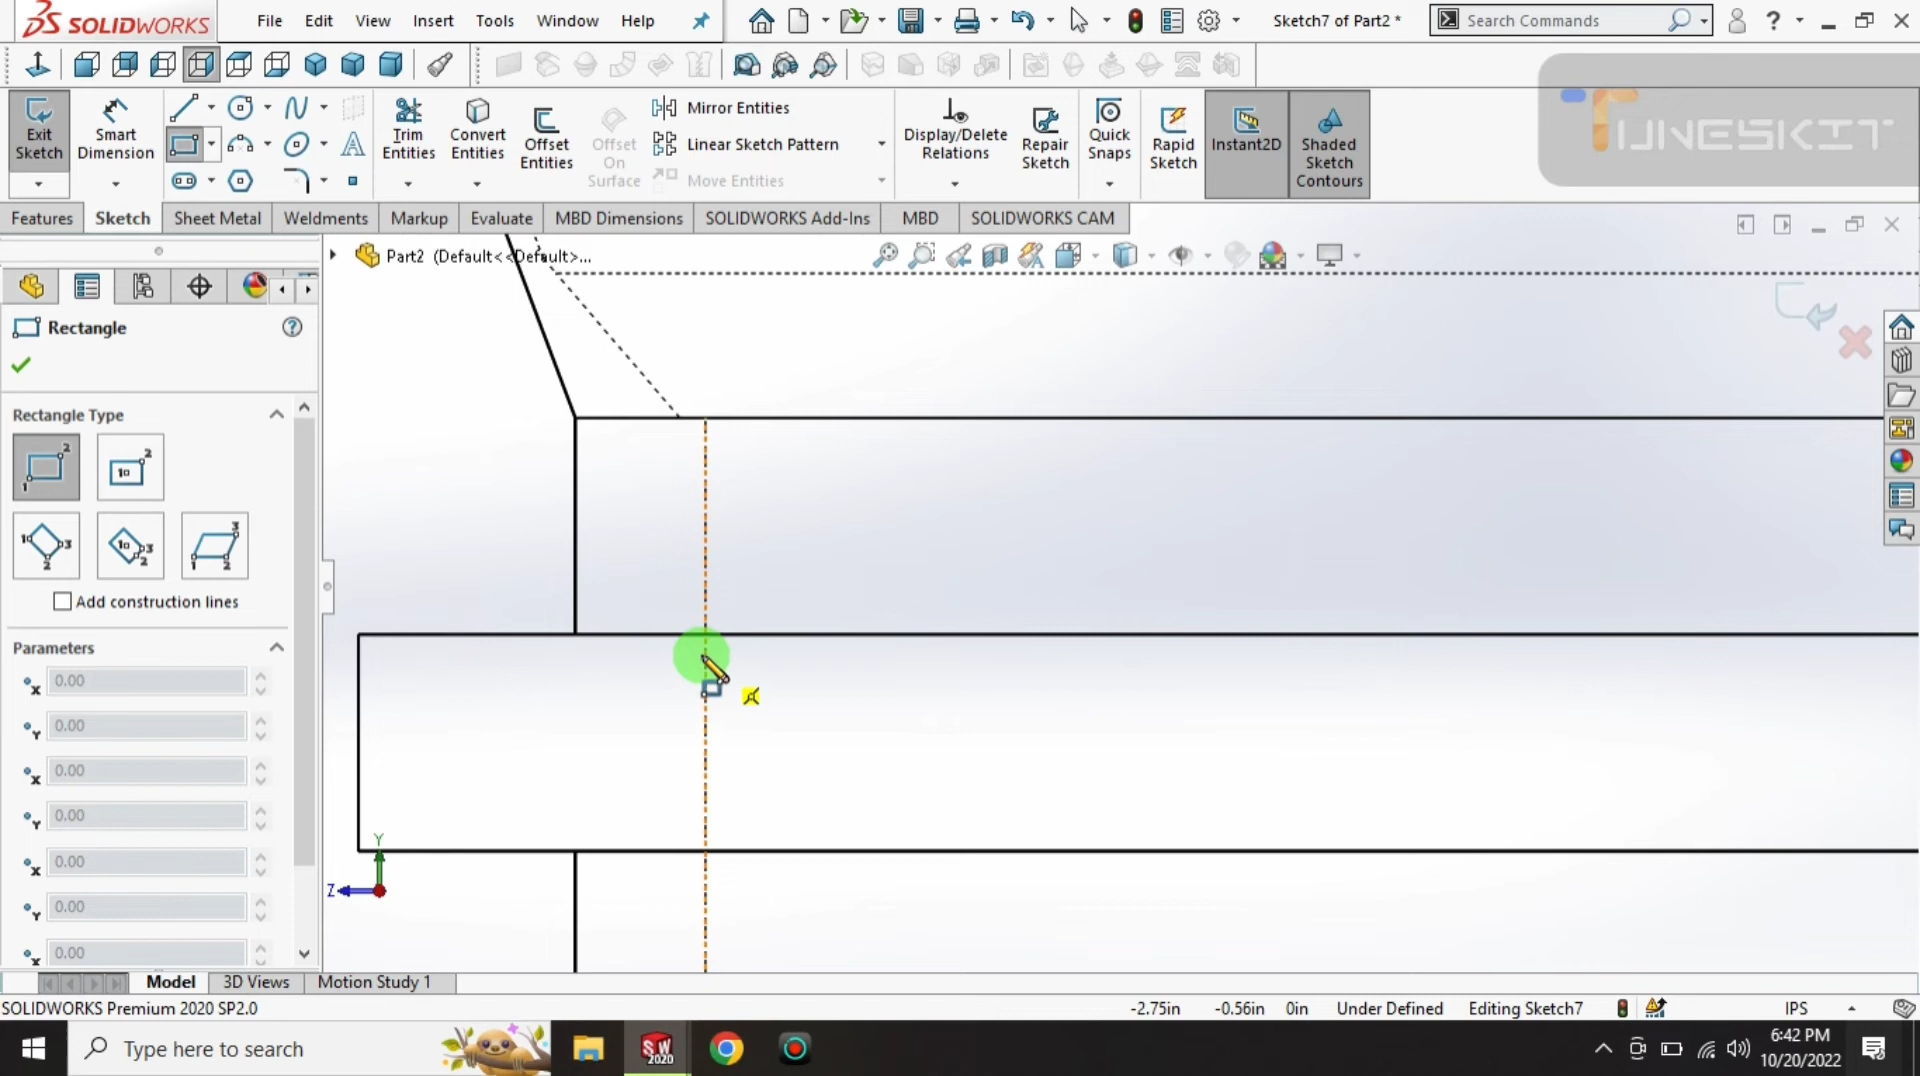 SOLIDWORKS File Edit View Insert Tools Window Help Sketch7 of Part2 * Search Commands ?
TUNESKIT
Exit Sketch Smart Dimension Trim Entities Convert Entities Offset Entities Offset On Surface Mirror Entities Linear Sketch Pattern Move Entities Display/Delete Relations Repair Sketch Quick Snaps Rapid Sketch Instant2D Shaded Sketch Contours
Features Sketch Sheet Metal Weldments Markup Evaluate MBD Dimensions SOLIDWORKS Add-Ins MBD SOLIDWORKS CAM
Part2 (Default<<Default>...
Rectangle ?
Rectangle Type
Add construction lines
Parameters
x 0.00
Y 0.00
x 0.00
Y 0.00
x 0.00
Y 0.00
x 0.00
Y
Z
Model 3D Views Motion Study 1
SOLIDWORKS Premium 2020 SP2.0 -2.75in -0.56in 0in Under Defined Editing Sketch7 IPS
Type here to search SW 2020 6:42 PM
10/20/2022